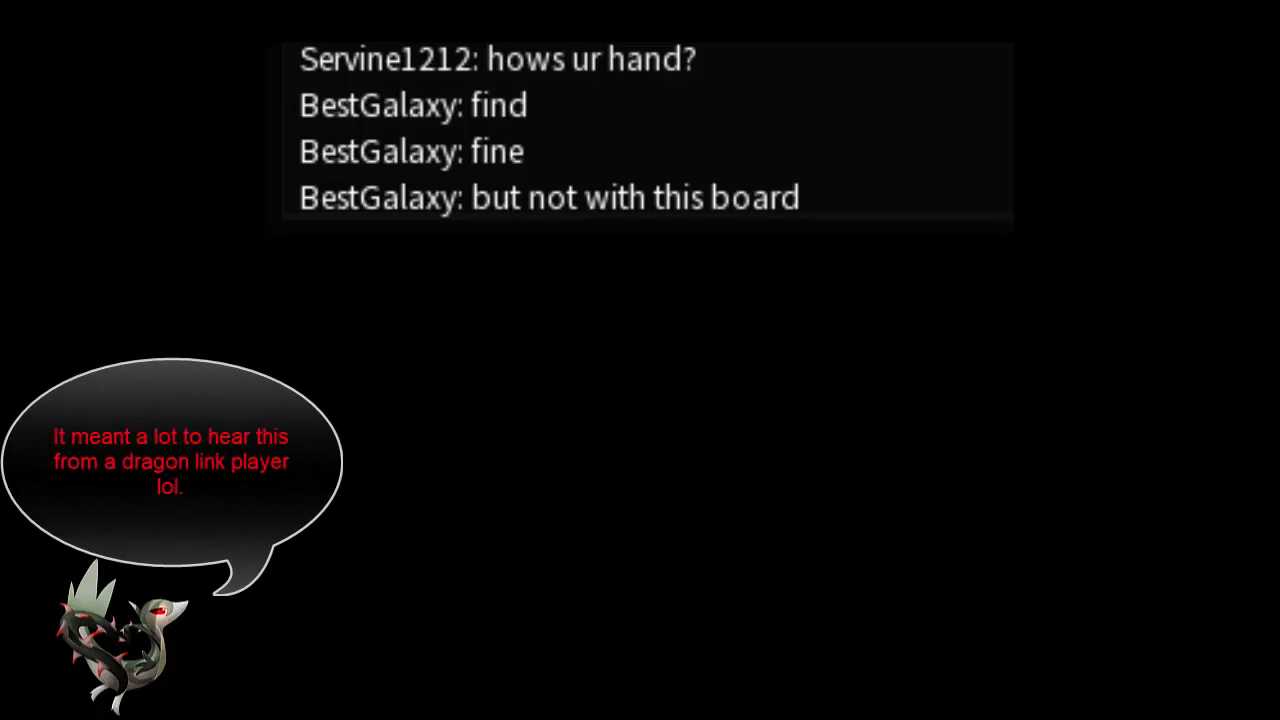 Servine1212: hows ur hand?
BestGalaxy: find
BestGalaxy: fine
BestGalaxy: but not with this board
It meant a lot to hear this
from a dragon link player
lol.